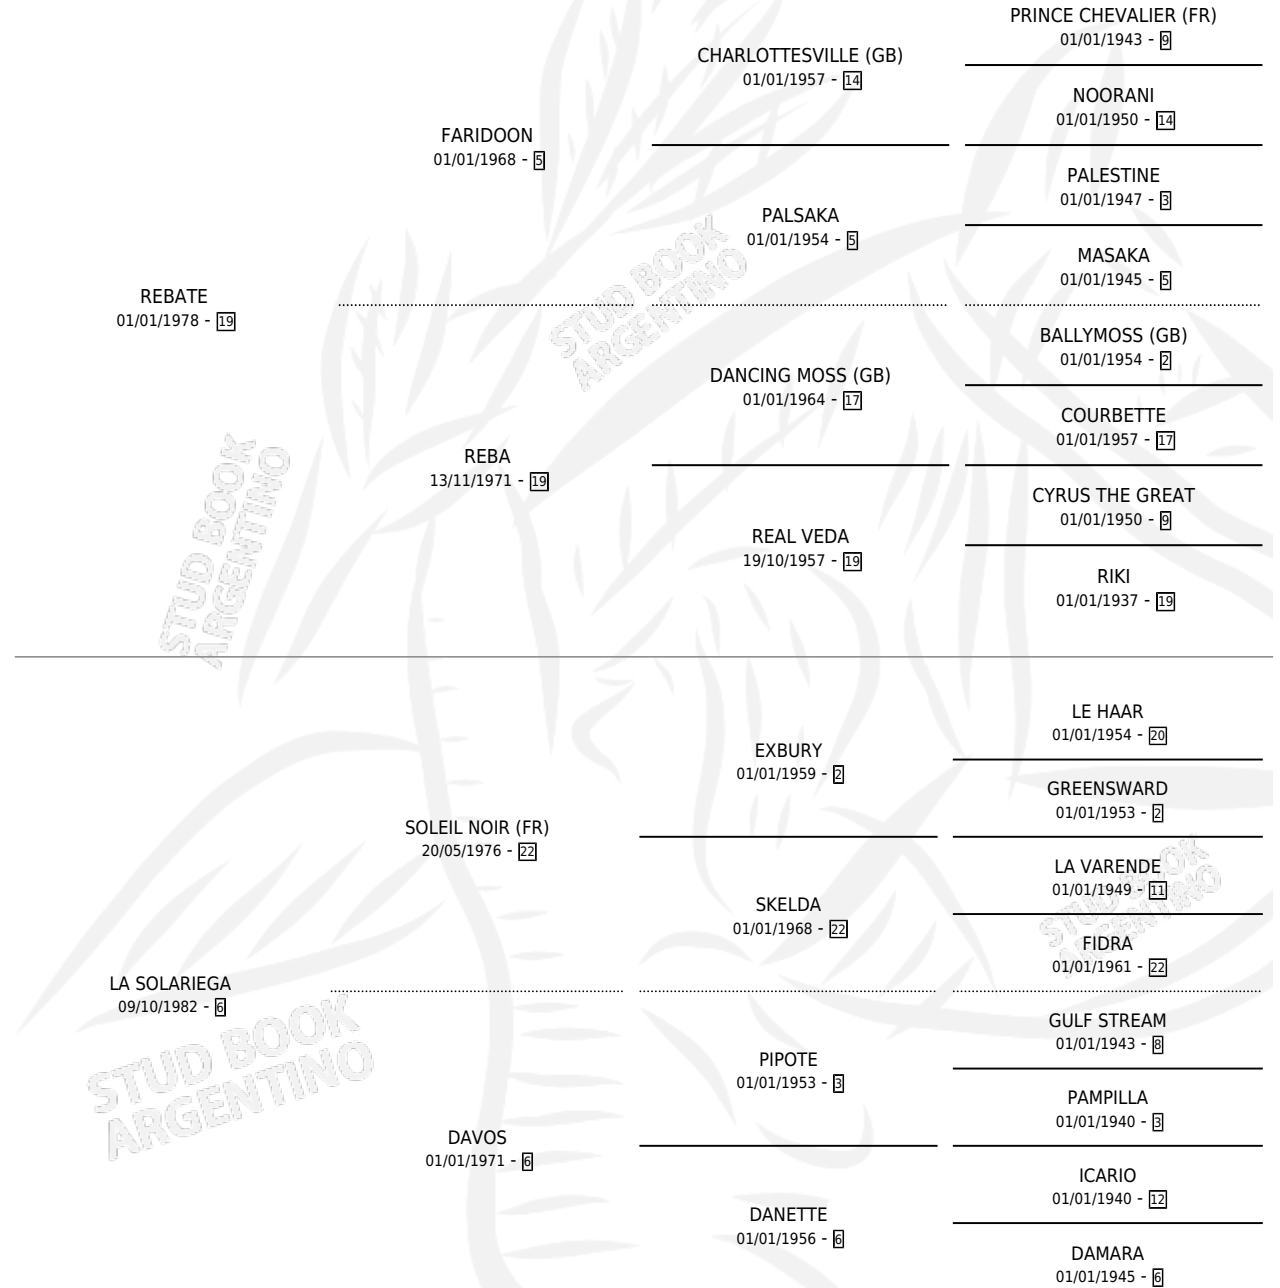 PRINCE CHEVALIER (FR)
01/01/1943 - 9
CHARLOTTESVILLE (GB)
01/01/1957 - 14
NOORANI
01/01/1950 - 14
FARIDOON
01/01/1968 - 5
PALESTINE
01/01/1947 - 3
PALSAKA
01/01/1954 - 5
MASAKA
01/01/1945 - 5
REBATE
01/01/1978 - 19
BALLYMOSS (GB)
01/01/1954 - 2
DANCING MOSS (GB)
01/01/1964 - 17
COURBETTE
01/01/1957 - 17
REBA
13/11/1971 - 19
CYRUS THE GREAT
01/01/1950 - 9
REAL VEDA
19/10/1957 - 19
RIKI
01/01/1937 - 19
LE HAAR
01/01/1954 - 20
EXBURY
01/01/1959 - 2
GREENSWARD
01/01/1953 - 2
SOLEIL NOIR (FR)
20/05/1976 - 22
LA VARENDE
01/01/1949 - 11
SKELDA
01/01/1968 - 22
FIDRA
01/01/1961 - 22
LA SOLARIEGA
09/10/1982 - 6
GULF STREAM
01/01/1943 - 8
PIPOTE
01/01/1953 - 3
PAMPILLA
01/01/1940 - 3
DAVOS
01/01/1971 - 6
ICARIO
01/01/1940 - 12
DANETTE
01/01/1956 - 6
DAMARA
01/01/1945 - 6
STUD BOOK
ARGENTINO
STUD BOOK
ARGENTINO
STUD BOOK
ARGENTINO
STUD BOOK
ARGENTINO